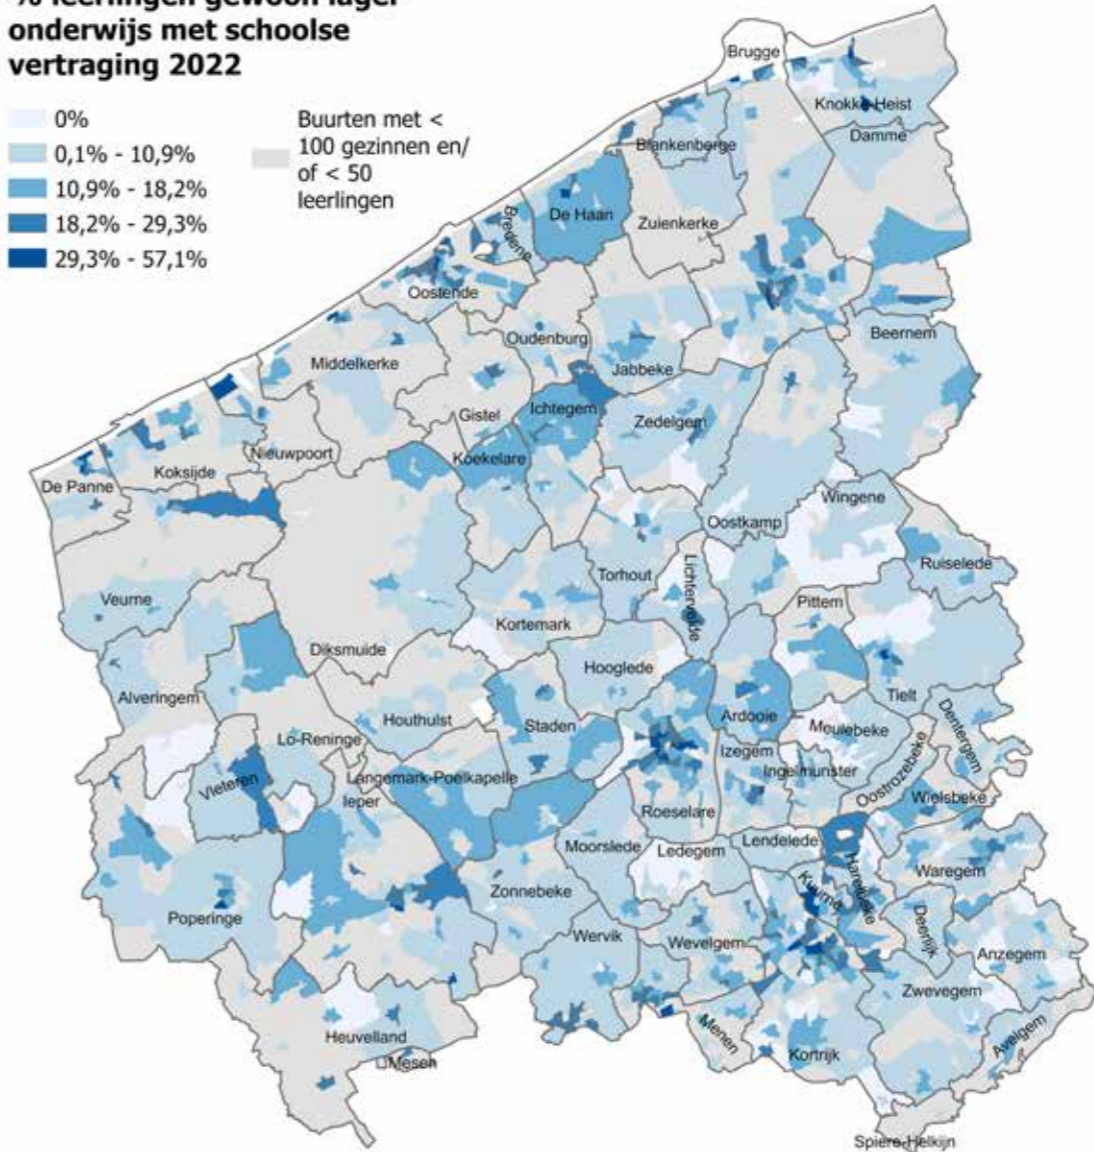 % leerlingen gewoon lager
onderwijs met schoolse
vertraging 2022
0%
0,1% - 10,9%
10,9% - 18,2%
18,2% - 29,3%
29,3% - 57,1%
Buurten met <
100 gezinnen en/
of < 50
leerlingen
Brugge
Knokke-Heist
Damme
Blankenberge
De Haan
Zuienkerke
Bredene
Oostende
Oudenburg
Beernem
Middelkerke
Jabbeke
Gistel
Ichtegem
Zedelgem
Nieuwpoort
Koekelare
Koksijde
De Panne
Wingene
Oostkamp
Torhout
Lichtervelde
Ruiselede
Veurne
Pittem
Kortemark
Diksmuide
Hooglede
Alveringem
Tielt
Houthulst
Staden
Ardooie
Meulebeke
Dentergem
Lo-Reninge
Izegem
Oostrozebeke
Vleteren
Langemark-Poelkapelle
Ingelmunster
Ieper
Wielsbeke
Roeselare
Moorslede
Ledegem
Lendelede
Harelbeke
Waregem
Zonnebeke
Kuurne
Poperinge
Deerlijk
Wervik
Wevelgem
Anzegem
Zwevegem
Heuvelland
Menen
Avelgem
Mesen
Kortrijk
Spiere-Helkijn